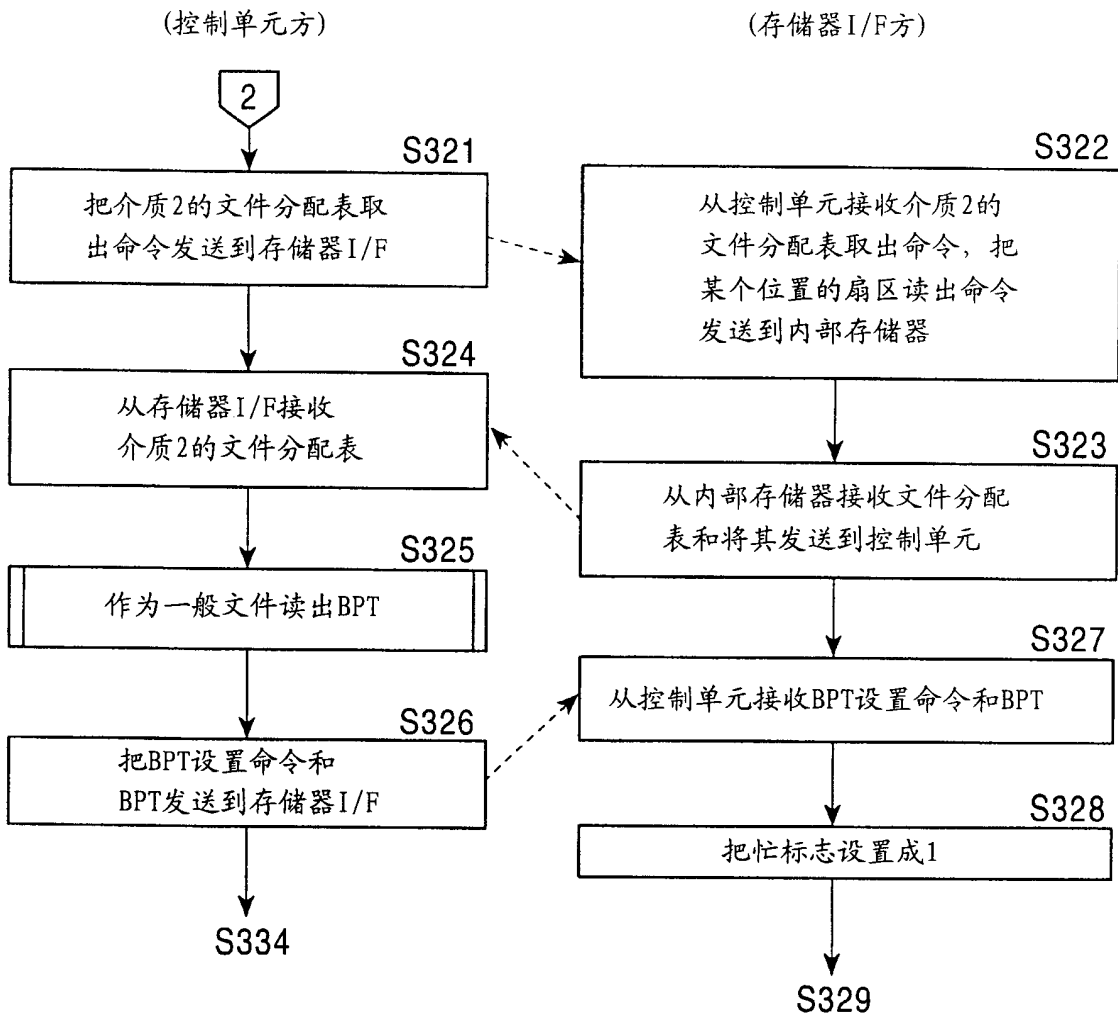 (控制单元方)
(存储器I/F方)
2
S321
把介质2的文件分配表取
出命令发送到存储器I/F
S322
从控制单元接收介质2的
文件分配表取出命令，把
某个位置的扇区读出命令
发送到内部存储器
S324
从存储器I/F接收
介质2的文件分配表
S323
从内部存储器接收文件分配
表和将其发送到控制单元
S325
作为一般文件读出BPT
S327
从控制单元接收BPT设置命令和BPT
S326
把BPT设置命令和
BPT发送到存储器I/F
S328
把忙标志设置成1
S334
S329